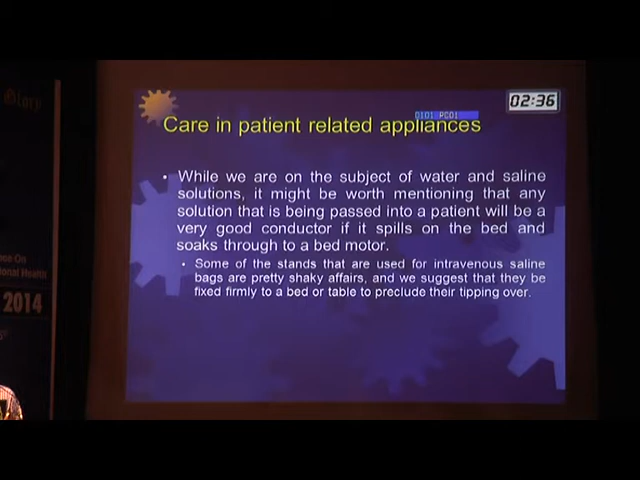 02:36
0101 PC01
Care in patient related appliances
• While we are on the subject of water and saline
solutions, it might be worth mentioning that any
solution that is being passed into a patient will be a
very good conductor if it spills on the bed and
soaks through to a bed motor.
• Some of the stands that are used for intravenous saline
bags are pretty shaky affairs, and we suggest that they be
fixed firmly to a bed or table to preclude their tipping over.
onal Health
2014